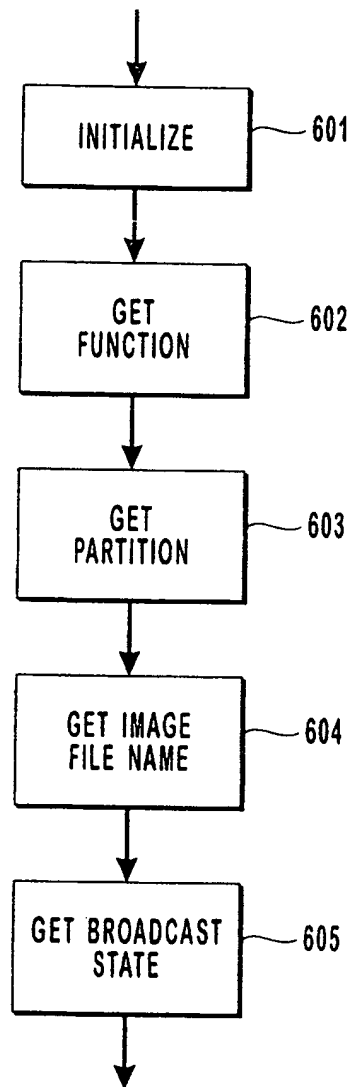 INITIALIZE
601
GET
FUNCTION
602
GET
PARTITION
603
GET IMAGE
FILE NAME
604
GET BROADCAST
STATE
605